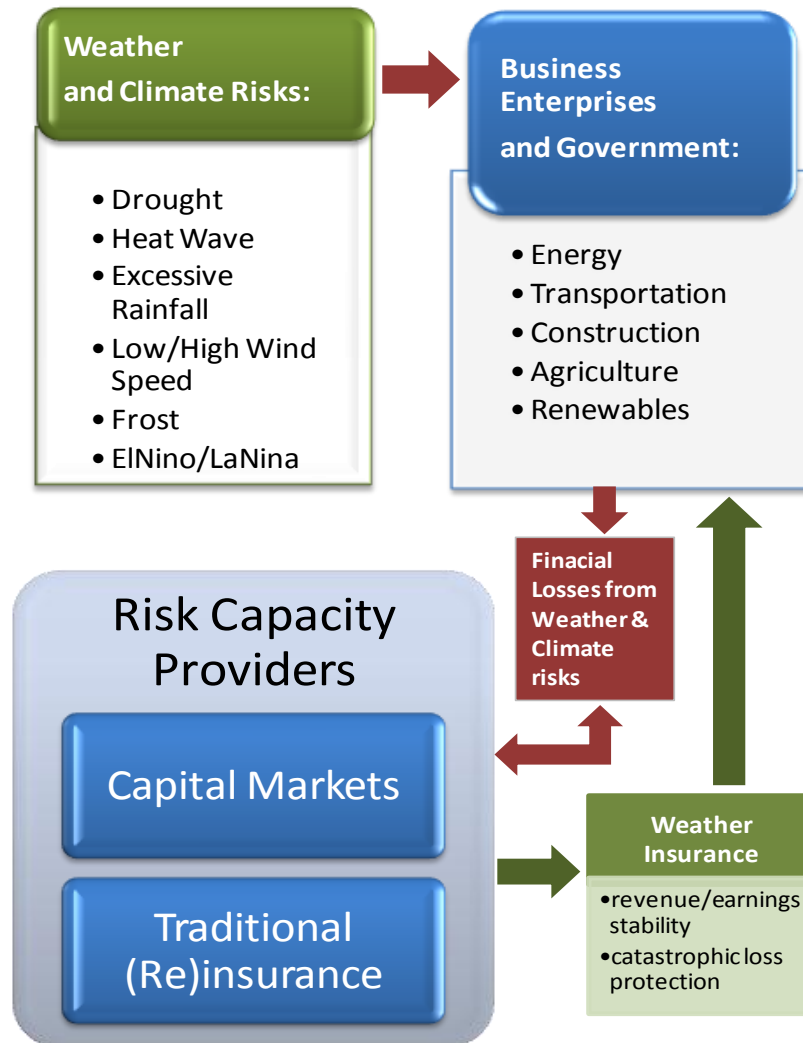 Weather
and Climate Risks:
• Drought
• Heat Wave
• Excessive
Rainfall
• Low/High Wind
Speed
• Frost
• ElNino/LaNina
Business
Enterprises
and Government:
• Energy
• Transportation
• Construction
• Agriculture
• Renewables
Finacial
Losses from
Weather &
Climate
risks
Risk Capacity
Providers
Capital Markets
Traditional
(Re)insurance
Weather
Insurance
•revenue/earnings
stability
•catastrophic loss
protection